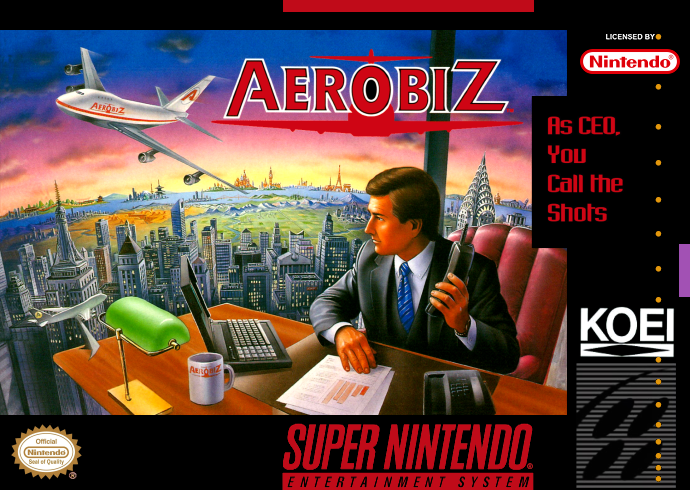 LICENSED BY
Nintendo®
AEROBIZ
As CEO,
You
Call the
Shots
AEROBIZ
A
AEROBIZ
KOEI
Official
Nintendo
Seal of Quality
®
SUPER NINTENDO®
ENTERTAINMENT SYSTEM